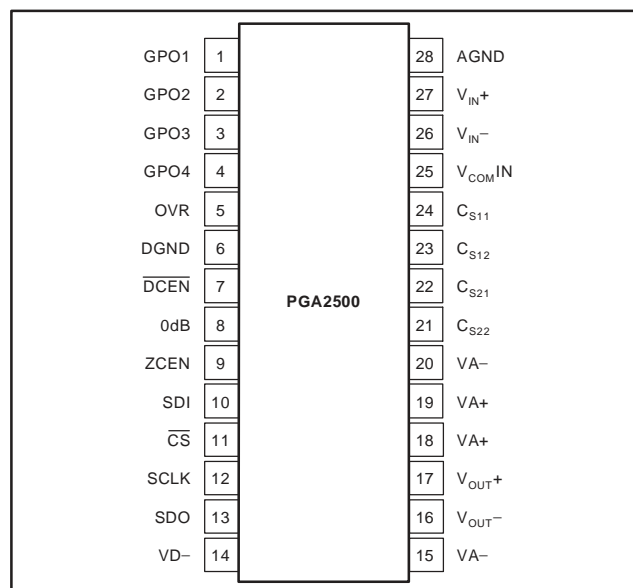 GPO1 1 28 AGND
GPO2 2 27 VIN+
GPO3 3 26 VIN−
GPO4 4 25 VCOMIN
OVR 5 24 CS11
DGND 6 23 CS12
DCEN 7 22 CS21
PGA2500
0dB 8 21 CS22
ZCEN 9 20 VA−
SDI 10 19 VA+
CS 11 18 VA+
SCLK 12 17 VOUT+
SDO 13 16 VOUT−
VD− 14 15 VA−